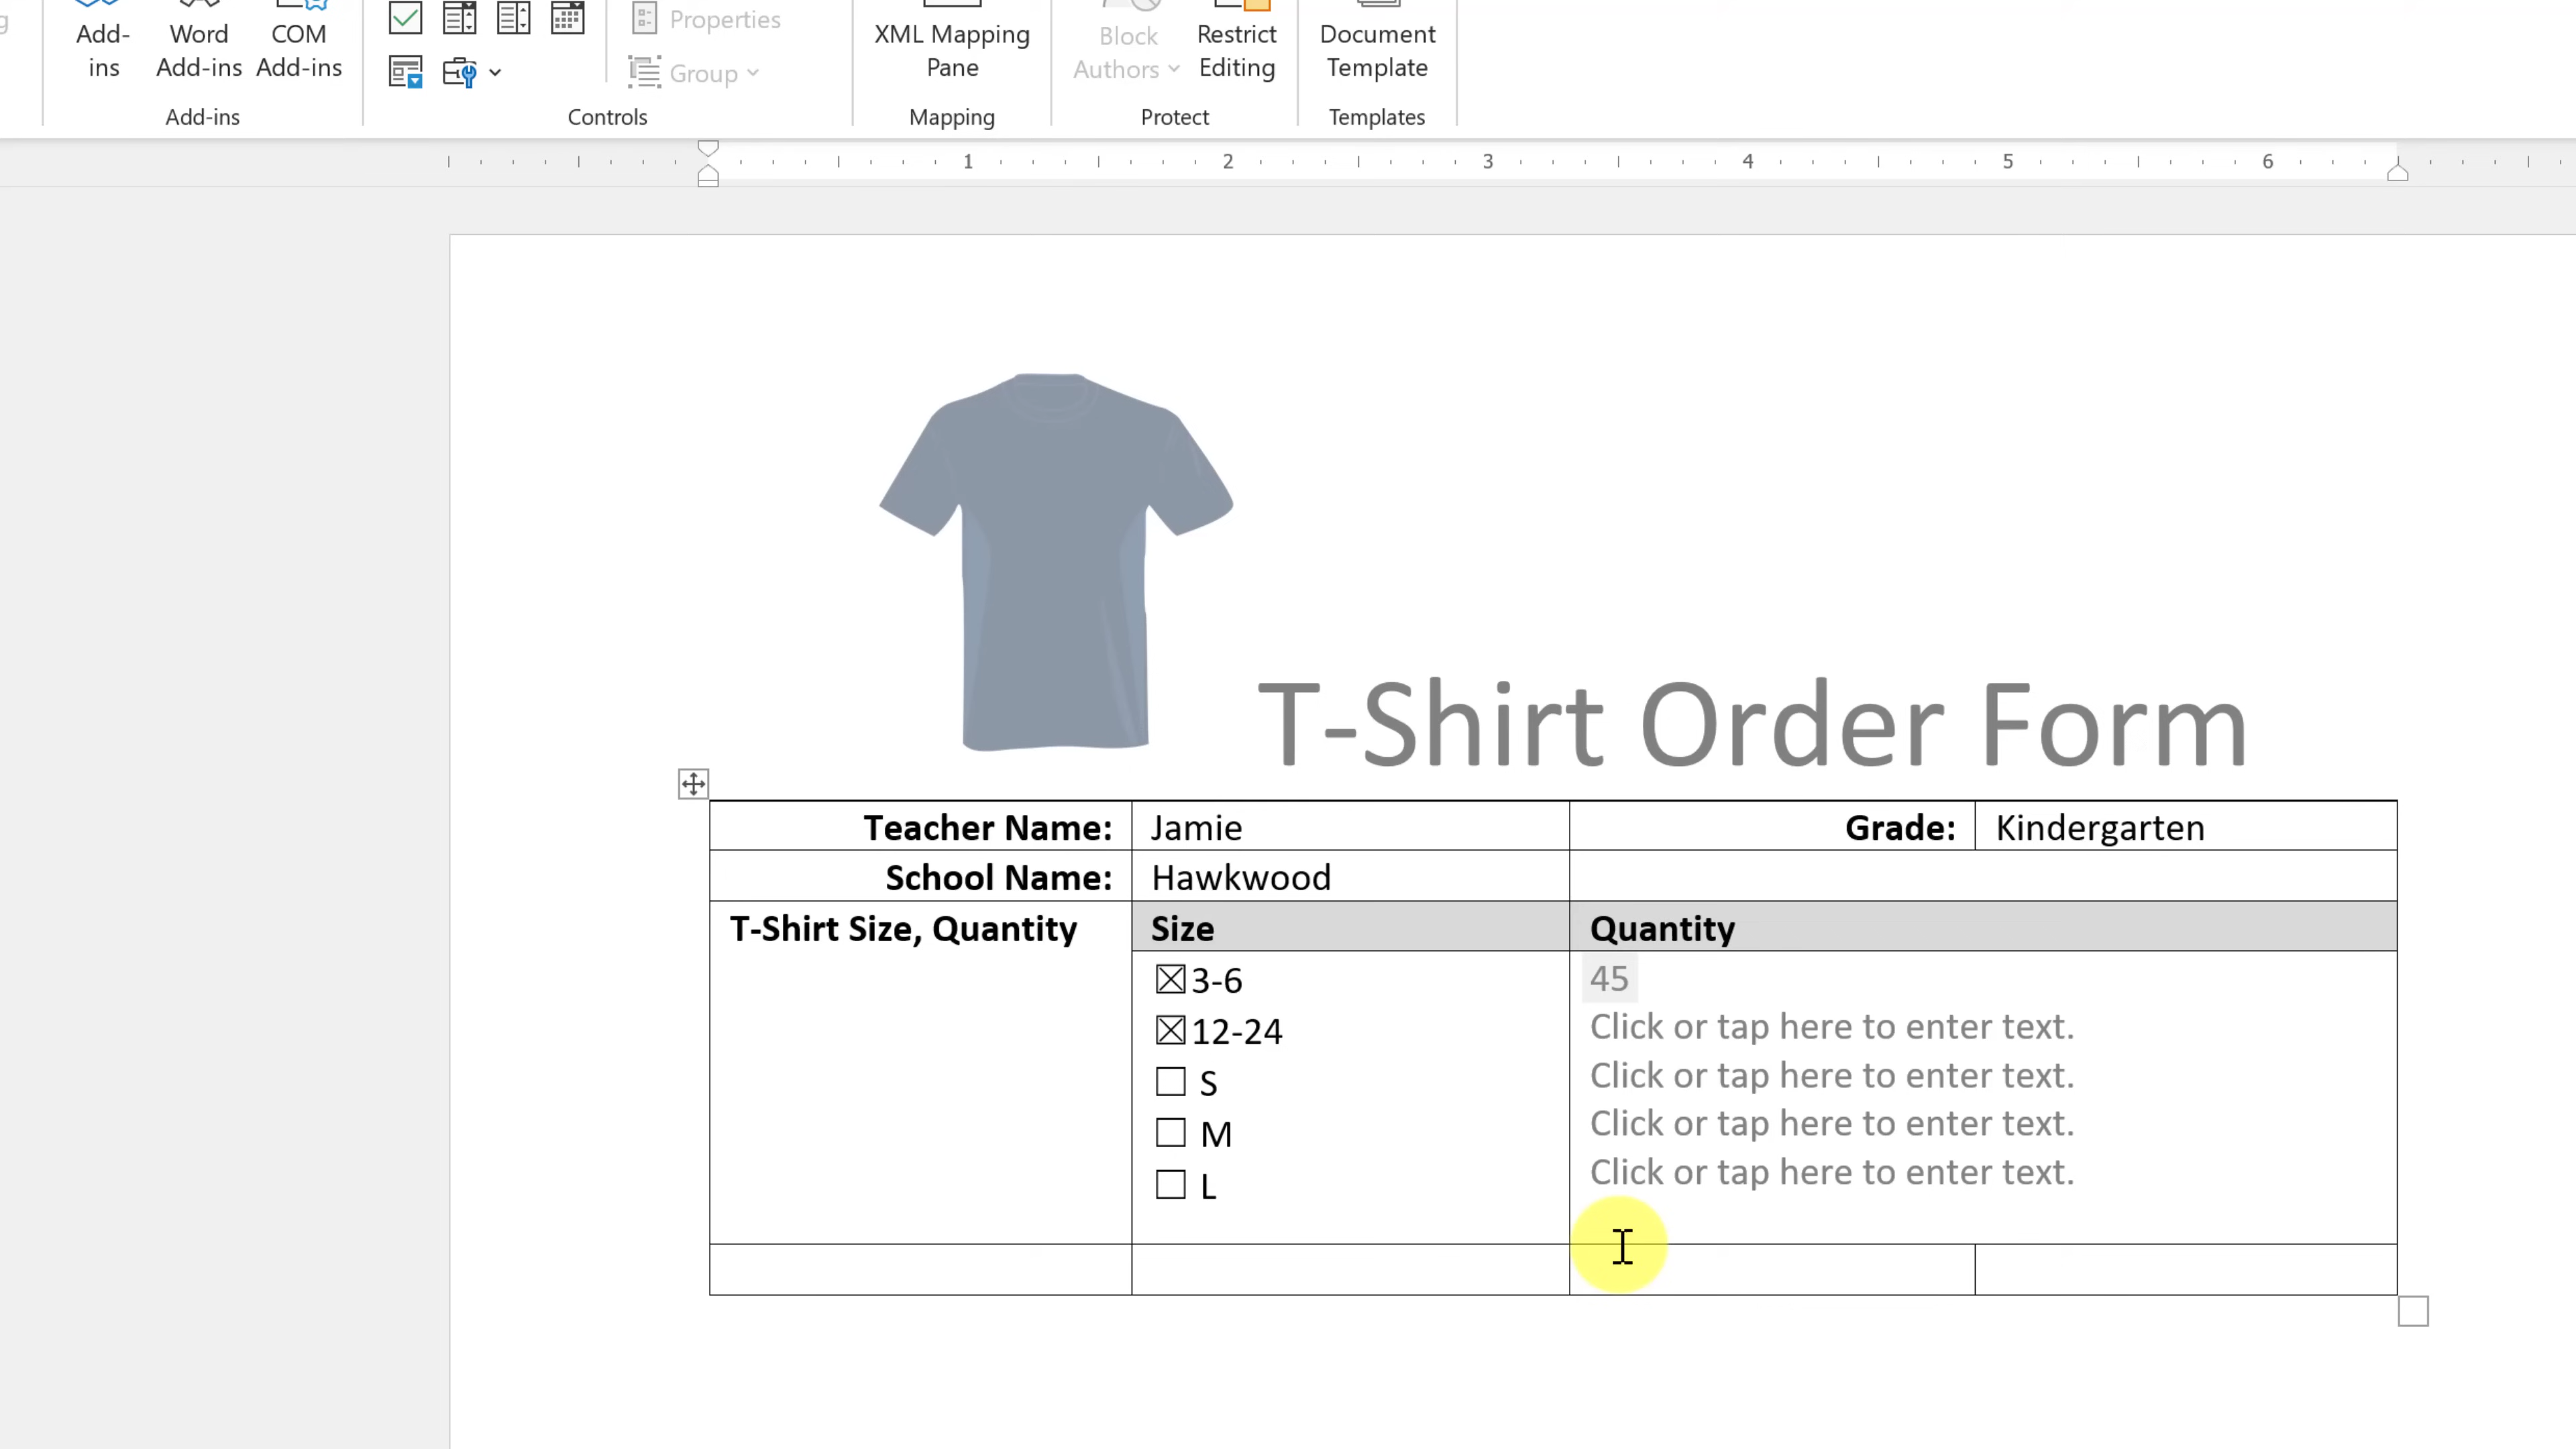 Add-ins
Word Add-ins
COM Add-ins
Properties
Group
XML Mapping Pane
Block Authors
Restrict Editing
Document Template
Add-ins
Controls
Mapping
Protect
Templates
1 2 3 4 5 6
T-Shirt Order Form
Teacher Name: Jamie Grade: Kindergarten
School Name: Hawkwood
T-Shirt Size, Quantity Size Quantity
☒3-6 45
☒12-24 Click or tap here to enter text.
☐ S Click or tap here to enter text.
☐ M Click or tap here to enter text.
☐ L Click or tap here to enter text.